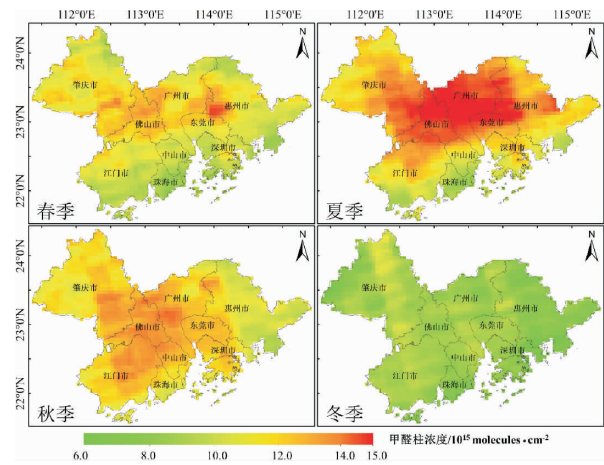 112.0°E 113.0°E 114.0°E 115.0°E 112.0°E 113.0°E 114.0°E 115.0°E
24°0'N
23°0'N
22°0'N
N
肇庆市
广州市
惠州市
佛山市
东莞市
中山市
深圳市
江门市
珠海市
春季
N
肇庆市
广州市
惠州市
佛山市
东莞市
中山市
深圳市
江门市
珠海市
夏季
24°0'N
23°0'N
22°0'N
N
肇庆市
广州市
惠州市
佛山市
东莞市
中山市
深圳市
江门市
珠海市
秋季
N
肇庆市
广州市
惠州市
佛山市
东莞市
中山市
深圳市
江门市
珠海市
冬季
甲醛柱浓度/10¹⁵ molecules·cm⁻²
6.0 8.0 10.0 12.0 14.0 15.0